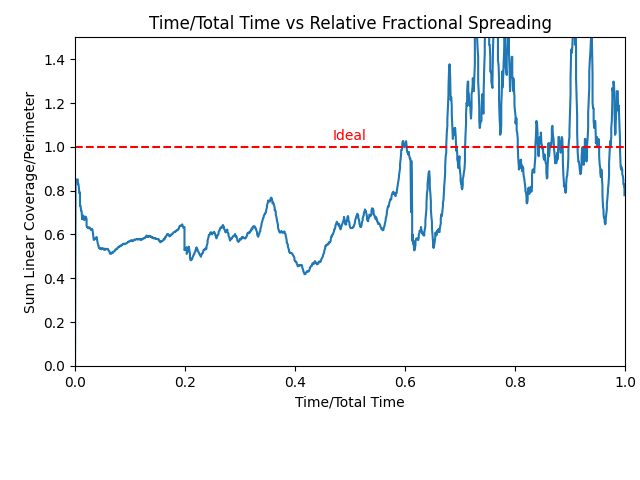 Time/Total Time vs Relative Fractional Spreading
Sum Linear Coverage/Perimeter
1.4
1.2
1.0
0.8
0.6
0.4
0.2
0.0
Ideal
0.0 0.2 0.4 0.6 0.8 1.0
Time/Total Time